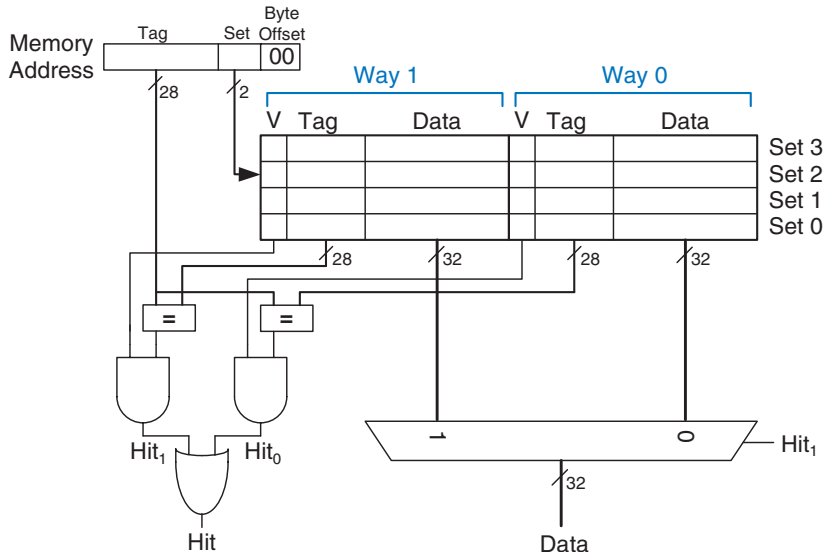 Byte
Tag Set Offset
Memory
Address
00
28 2
Way 1 Way 0
V Tag Data V Tag Data
Set 3
Set 2
Set 1
Set 0
28 32 28 32
= =
1 0
Hit1 Hit0 Hit1
32
Hit Data